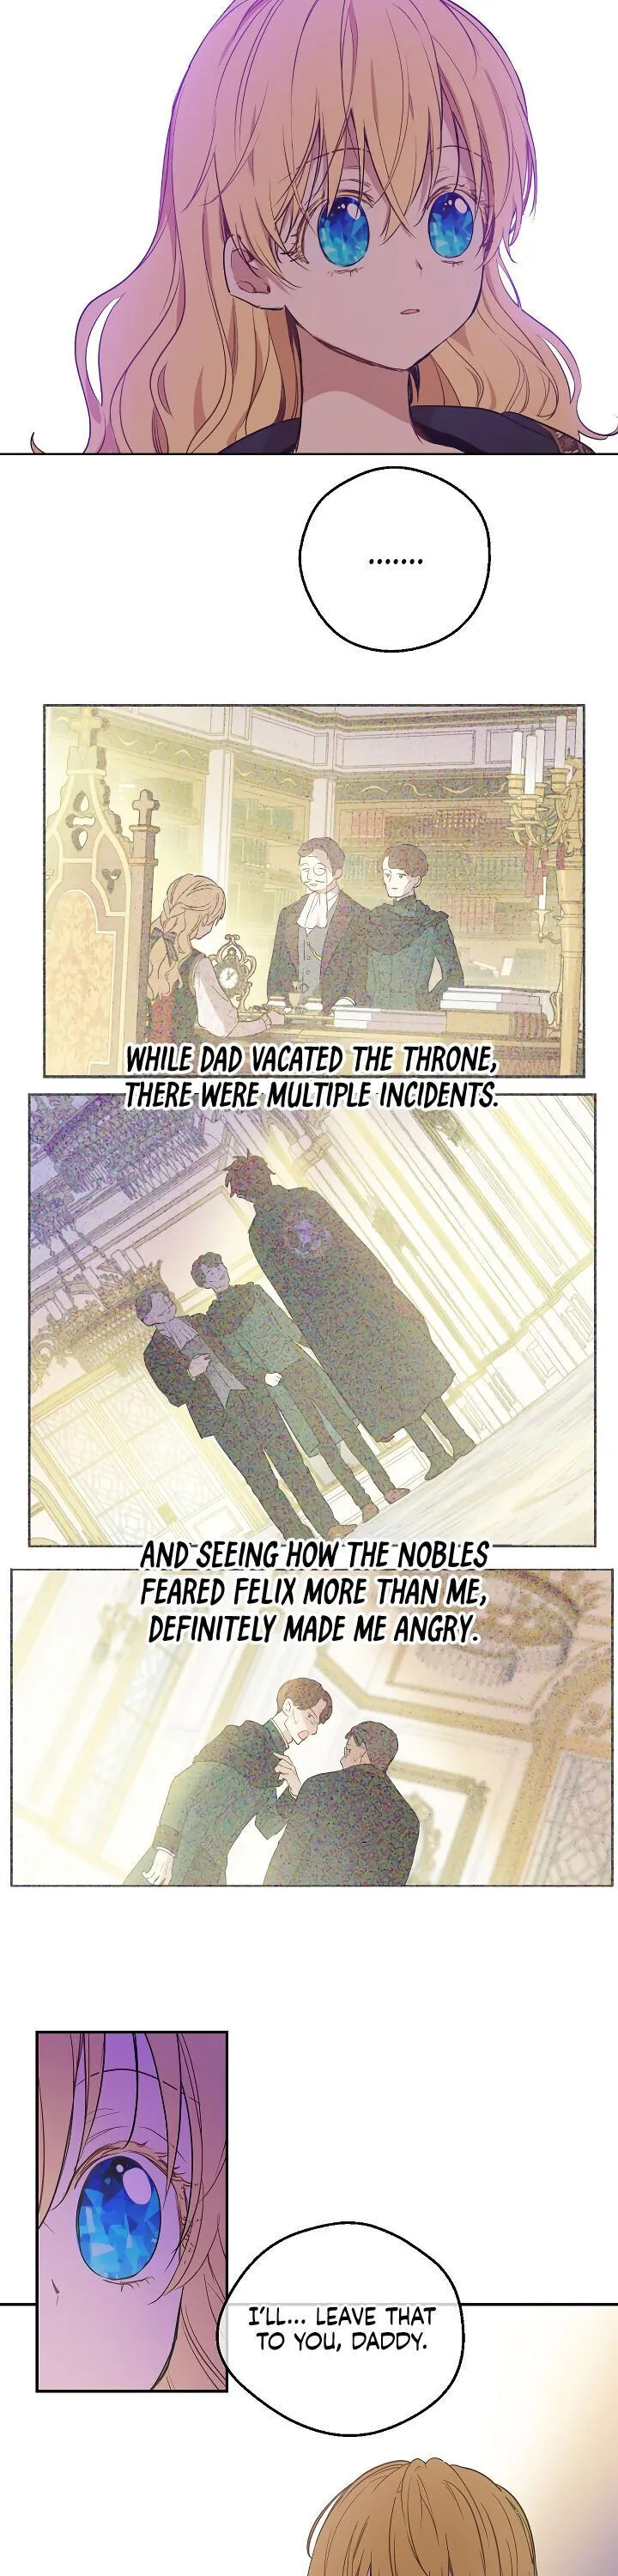 .......
WHILE DAD VACATED THE THRONE,
THERE WERE MULTIPLE INCIDENTS.
AND SEEING HOW THE NOBLES
FEARED FELIX MORE THAN ME,
DEFINITELY MADE ME ANGRY.
I'LL... LEAVE THAT
TO YOU, DADDY.